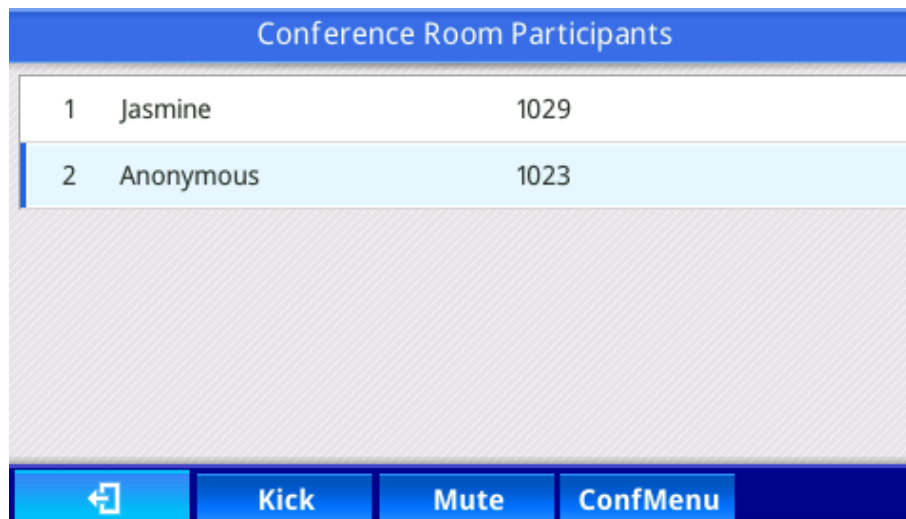 Conference Room Participants
1 Jasmine 1029
2 Anonymous 1023
Kick Mute ConfMenu